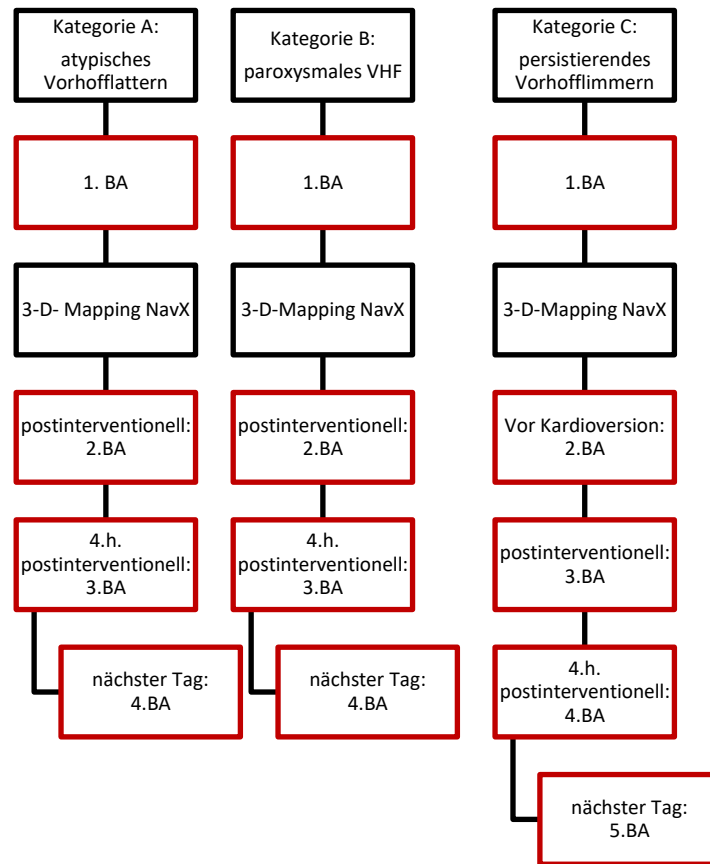 Kategorie A:
atypisches
Vorhofflattern
1. BA
3-D- Mapping NavX
postinterventionell:
2.BA
4.h.
postinterventionell:
3.BA
nächster Tag:
4.BA
Kategorie B:
paroxysmales VHF
1.BA
3-D-Mapping NavX
postinterventionell:
2.BA
4.h.
postinterventionell:
3.BA
nächster Tag:
4.BA
Kategorie C:
persistierendes
Vorhofflimmern
1.BA
3-D-Mapping NavX
Vor Kardioversion:
2.BA
postinterventionell:
3.BA
4.h.
postinterventionell:
4.BA
nächster Tag:
5.BA